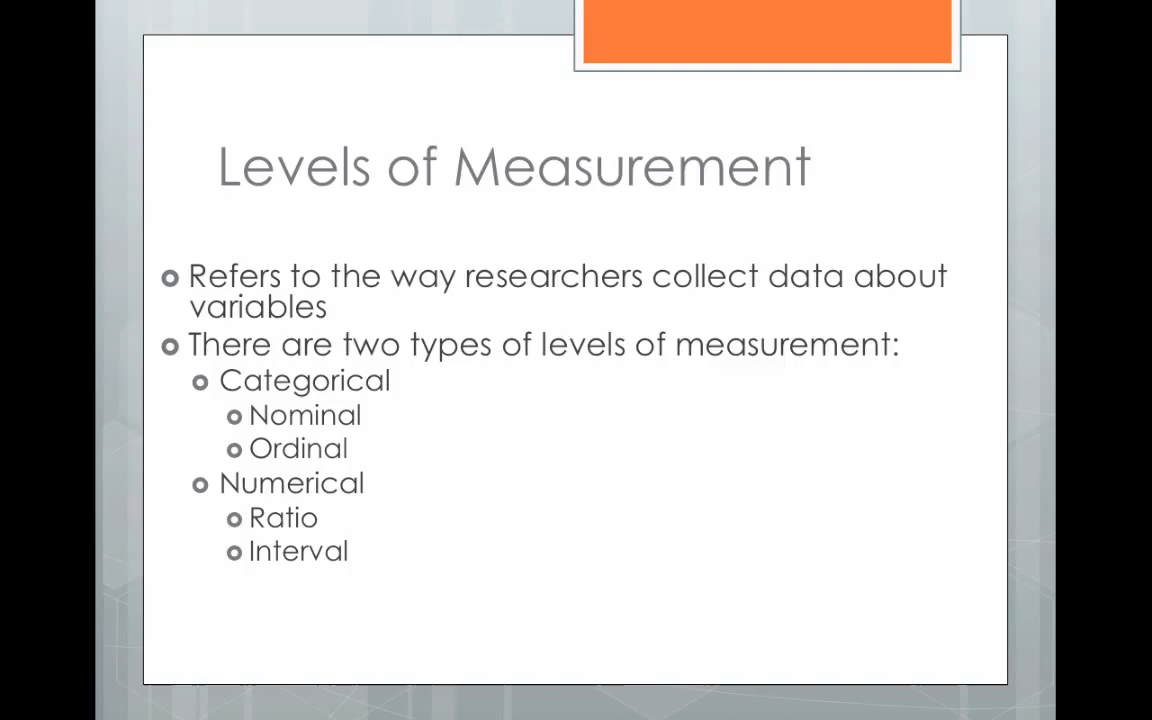 Levels of Measurement
Refers to the way researchers collect data about
variables
There are two types of levels of measurement:
Categorical
Nominal
Ordinal
Numerical
Ratio
Interval